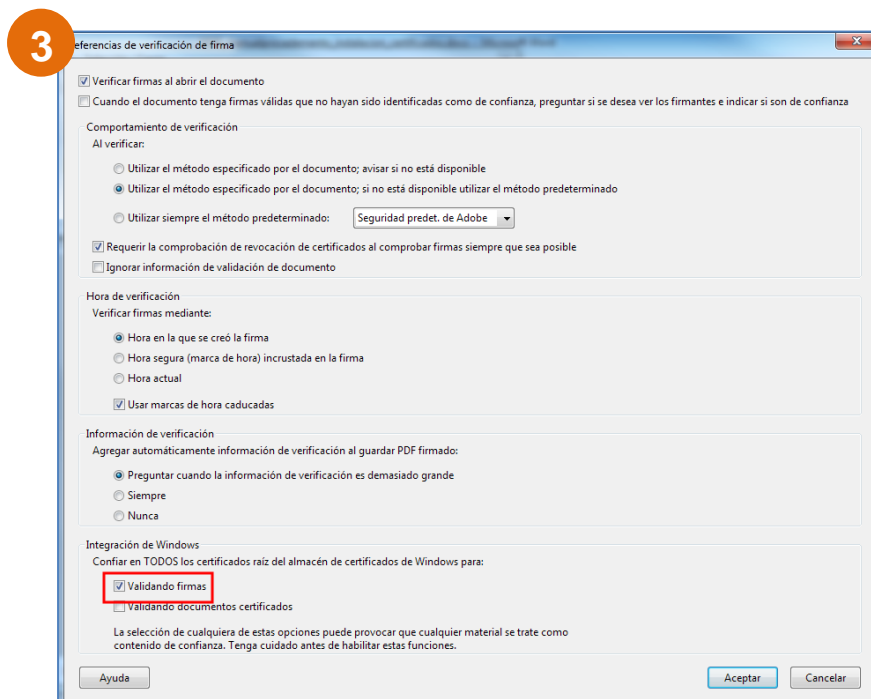 3
eferencias de verificación de firma
Verificar firmas al abrir el documento
Cuando el documento tenga firmas válidas que no hayan sido identificadas como de confianza, preguntar si se desea ver los firmantes e indicar si son de confianza
Comportamiento de verificación
Al verificar:
Utilizar el método especificado por el documento; avisar si no está disponible
Utilizar el método especificado por el documento; si no está disponible utilizar el método predeterminado
Utilizar siempre el método predeterminado: Seguridad predet. de Adobe
Requerir la comprobación de revocación de certificados al comprobar firmas siempre que sea posible
Ignorar información de validación de documento
Hora de verificación
Verificar firmas mediante:
Hora en la que se creó la firma
Hora segura (marca de hora) incrustada en la firma
Hora actual
Usar marcas de hora caducadas
Información de verificación
Agregar automáticamente información de verificación al guardar PDF firmado:
Preguntar cuando la información de verificación es demasiado grande
Siempre
Nunca
Integración de Windows
Confiar en TODOS los certificados raíz del almacén de certificados de Windows para:
Validando firmas
Validando documentos certificados
La selección de cualquiera de estas opciones puede provocar que cualquier material se trate como
contenido de confianza. Tenga cuidado antes de habilitar estas funciones.
Ayuda Aceptar Cancelar